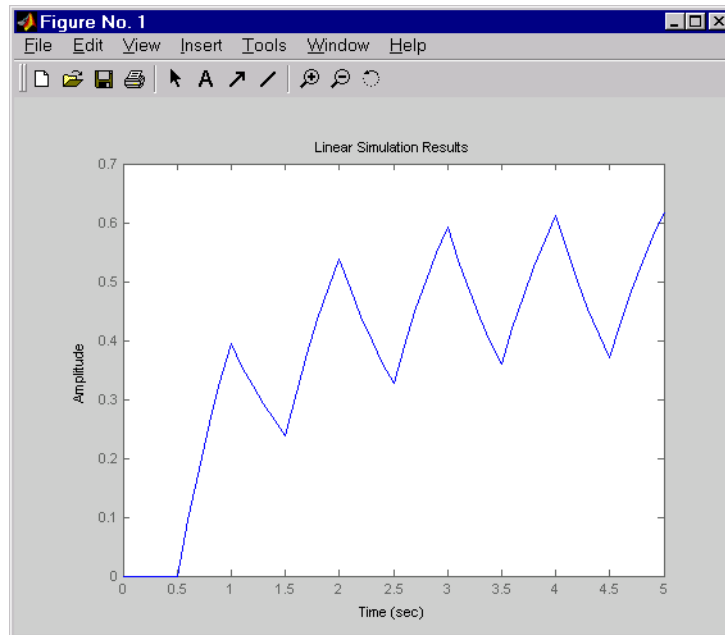 Figure No. 1
File Edit View Insert Tools Window Help
A
Linear Simulation Results
0.7
0.6
0.5
0.4
0.3
0.2
0.1
0
Amplitude
0 0.5 1 1.5 2 2.5 3 3.5 4 4.5 5
Time (sec)